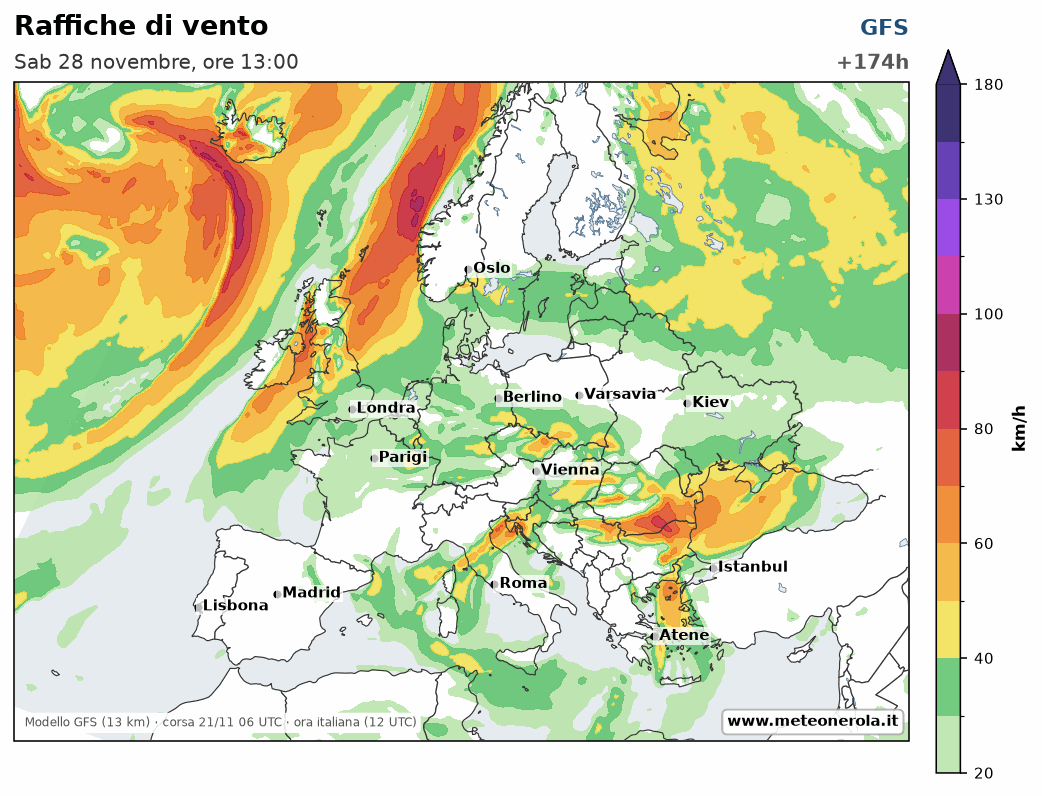 Raffiche di vento
GFS
Sab 28 novembre, ore 13:00
+174h
180
130
100
80
60
40
20
km/h
Oslo
Berlino
Varsavia
Kiev
Londra
Parigi
Vienna
Istanbul
Roma
Madrid
Lisbona
Atene
Modello GFS (13 km) · corsa 21/11 06 UTC · ora italiana (12 UTC)
www.meteonerola.it